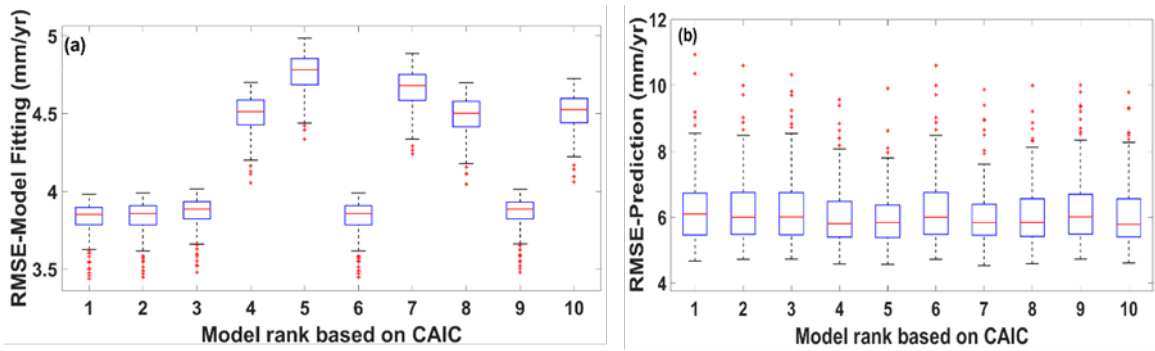 (a)
RMSE-Model Fitting (mm/yr)
5
4.5
4
3.5
1 2 3 4 5 6 7 8 9 10
Model rank based on CAIC
(b)
RMSE-Prediction (mm/yr)
12
10
8
6
4
1 2 3 4 5 6 7 8 9 10
Model rank based on CAIC